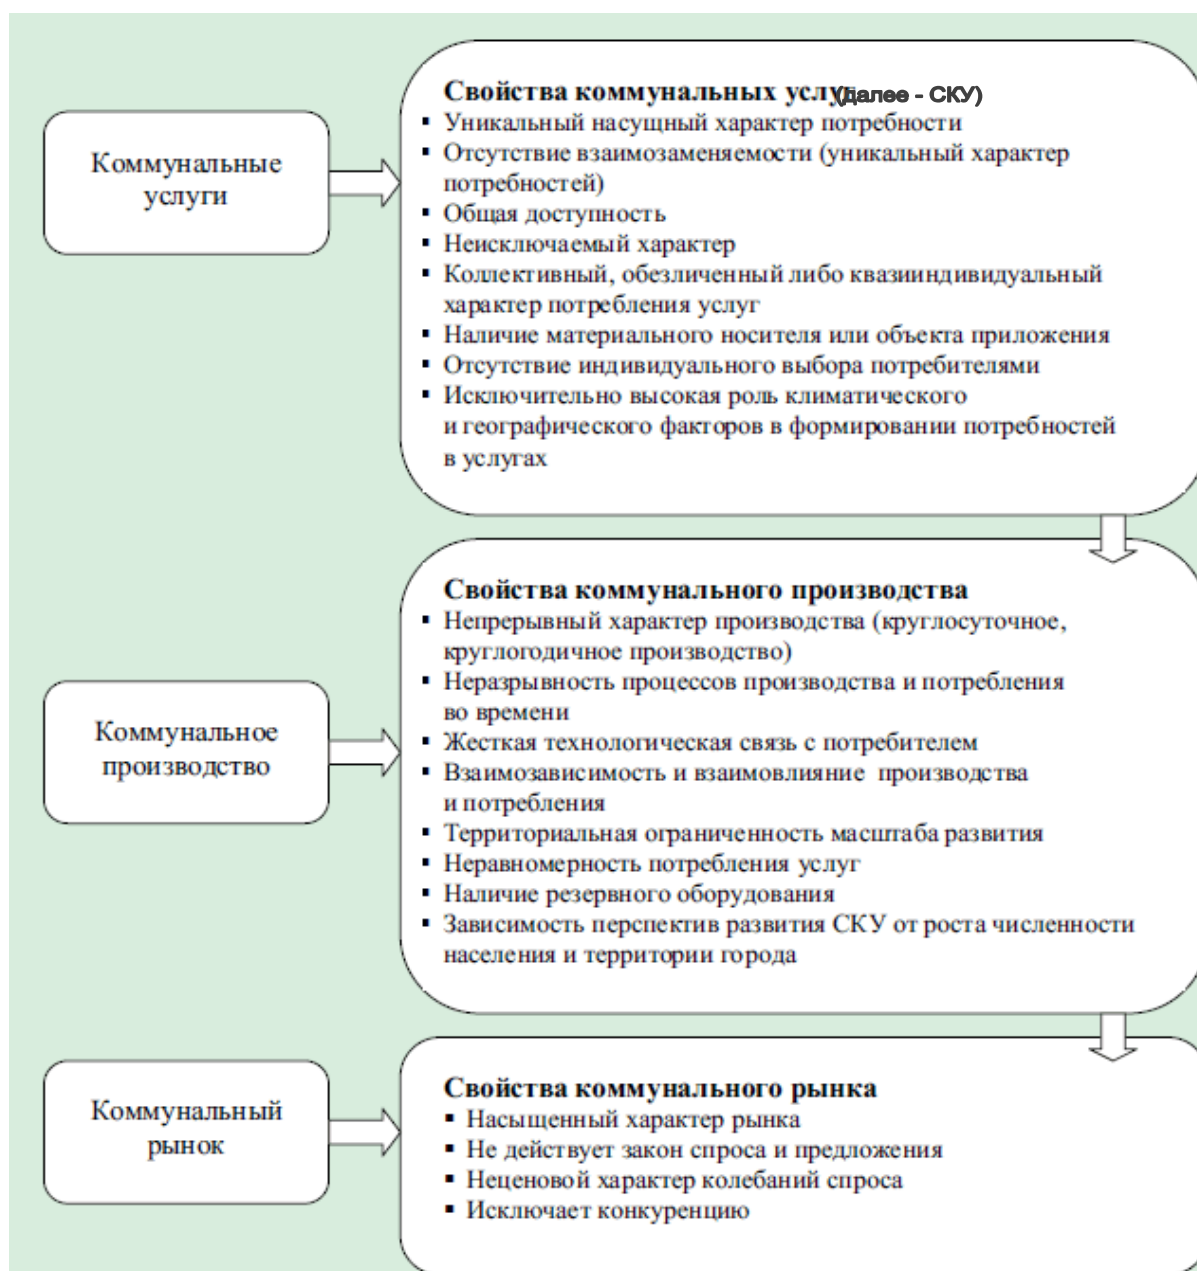 Коммунальные
услуги
Свойства коммунальных услуг (далее - СКУ)
▪ Уникальный насущный характер потребности
▪ Отсутствие взаимозаменяемости (уникальный характер
потребностей)
▪ Общая доступность
▪ Неисключаемый характер
▪ Коллективный, обезличенный либо квазииндивидуальный
характер потребления услуг
▪ Наличие материального носителя или объекта приложения
▪ Отсутствие индивидуального выбора потребителями
▪ Исключительно высокая роль климатического
и географического факторов в формировании потребностей
в услугах
Коммунальное
производство
Свойства коммунального производства
▪ Непрерывный характер производства (круглосуточное,
круглогодичное производство)
▪ Неразрывность процессов производства и потребления
во времени
▪ Жесткая технологическая связь с потребителем
▪ Взаимозависимость и взаимовлияние производства
и потребления
▪ Территориальная ограниченность масштаба развития
▪ Неравномерность потребления услуг
▪ Наличие резервного оборудования
▪ Зависимость перспектив развития СКУ от роста численности
населения и территории города
Коммунальный
рынок
Свойства коммунального рынка
▪ Насыщенный характер рынка
▪ Не действует закон спроса и предложения
▪ Неценовой характер колебаний спроса
▪ Исключает конкуренцию